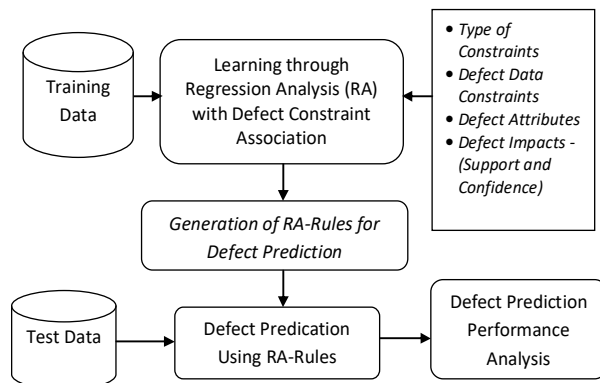 Training
Data
Learning through
Regression Analysis (RA)
with Defect Constraint
Association
• Type of
Constraints
• Defect Data
Constraints
• Defect Attributes
• Defect Impacts -
(Support and
Confidence)
Generation of RA-Rules for
Defect Prediction
Test Data
Defect Predication
Using RA-Rules
Defect Prediction
Performance
Analysis